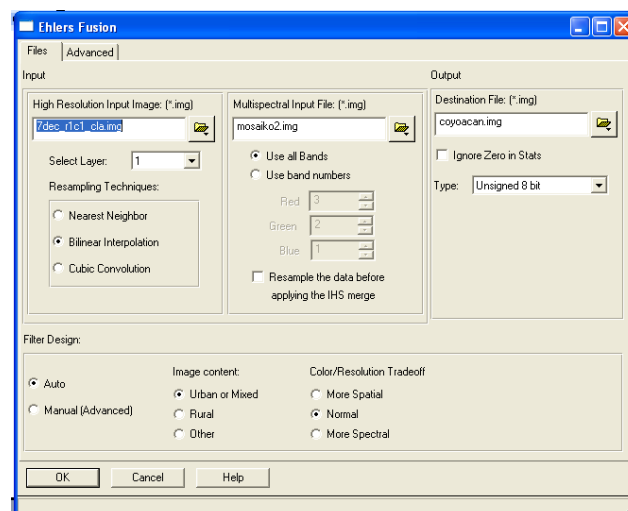 Ehlers Fusion
Files Advanced
Input
High Resolution Input Image: (*.img)
7dec_r1c1_cla.img
Select Layer: 1
Resampling Techniques:
Nearest Neighbor
Bilinear Interpolation
Cubic Convolution
Multispectral Input File: (*.img)
mosaiko2.img
Use all Bands
Use band numbers
Red 3
Green 2
Blue 1
Resample the data before
applying the IHS merge
Output
Destination File: (*.img)
coyoacan.img
Ignore Zero in Stats
Type: Unsigned 8 bit
Filter Design:
Auto
Manual (Advanced)
Image content:
Urban or Mixed
Rural
Other
Color/Resolution Tradeoff
More Spatial
Normal
More Spectral
OK Cancel Help